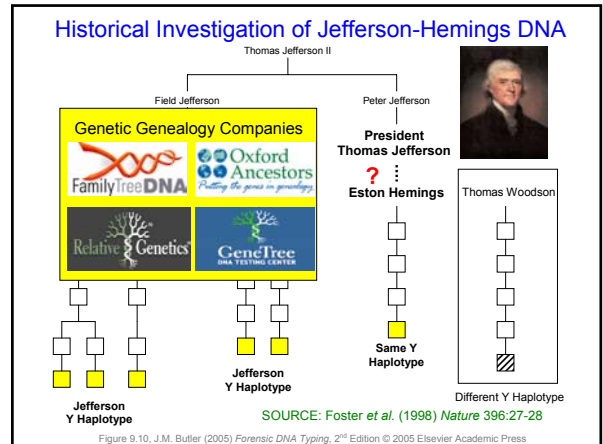 Historical Investigation of Jefferson-Hemings DNA
Thomas Jefferson II
Field Jefferson
Peter Jefferson
Genetic Genealogy Companies
FamilyTreeDNA
Oxford
Ancestors
Putting the genes in genealogy
Relative Genetics
GeneTree
DNA TESTING CENTER
President
Thomas Jefferson
?
Eston Hemings
Thomas Woodson
Same Y
Haplotype
Jefferson
Y Haplotype
Jefferson
Y Haplotype
Different Y Haplotype
SOURCE: Foster et al. (1998) Nature 396:27-28
Figure 9.10, J.M. Butler (2005) Forensic DNA Typing, 2nd Edition © 2005 Elsevier Academic Press